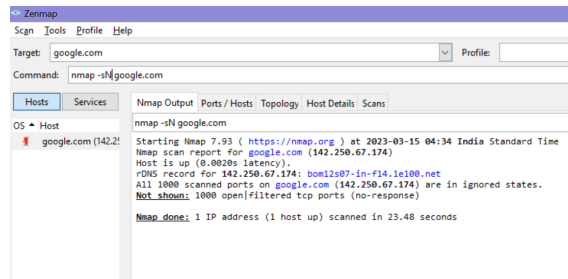 Zenmap
Scan Tools Profile Help
Target: google.com Profile:
Command: nmap -sN google.com
Hosts Services Nmap Output Ports / Hosts Topology Host Details Scans
OS Host nmap -sN google.com
google.com (142.25
Starting Nmap 7.93 ( https://nmap.org ) at 2023-03-15 04:34 India Standard Time
Nmap scan report for google.com (142.250.67.174)
Host is up (0.0020s latency).
rDNS record for 142.250.67.174: bom12s07-in-f14.1e100.net
All 1000 scanned ports on google.com (142.250.67.174) are in ignored states.
Not shown: 1000 open|filtered tcp ports (no-response)
Nmap done: 1 IP address (1 host up) scanned in 23.48 seconds